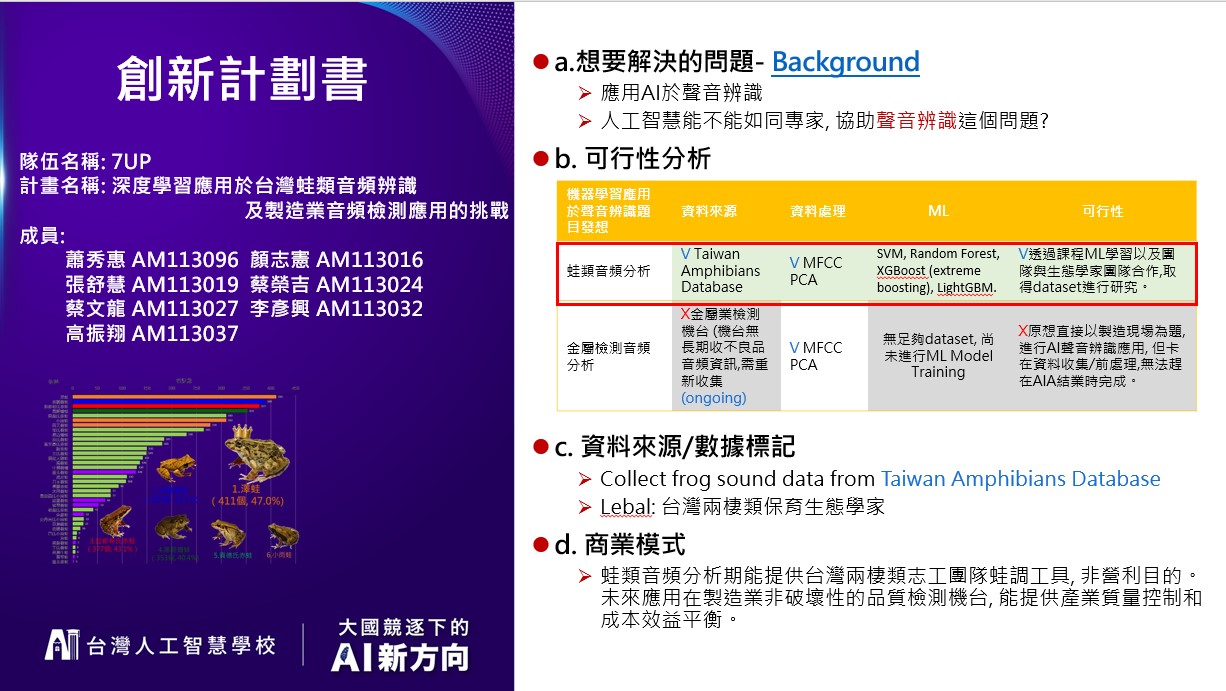 創新計劃書
隊伍名稱: 7UP
計畫名稱: 深度學習應用於台灣蛙類音頻辨識
及製造業音頻檢測應用的挑戰
成員:
蕭秀惠 AM113096 顏志憲 AM113016
張舒慧 AM113019 蔡榮吉 AM113024
蔡文龍 AM113027 李彥興 AM113032
高振翔 AM113037
1.澤蛙
( 411個, 47.0%)
6.小雨蛙
台灣人工智慧學校
大國競逐下的
AI新方向
a.想要解決的問題- Background
應用AI於聲音辨識
人工智慧能不能如同專家, 協助聲音辨識這個問題?
b. 可行性分析
機器學習應用
於聲音辨識題
目發想
資料來源
資料處理
ML
可行性
蛙類音頻分析
V Taiwan
Amphibians
Database
V MFCC
PCA
SVM, Random Forest,
XGBoost (extreme
boosting), LightGBM.
V透過課程ML學習以及團
隊與生態學家團隊合作,取
得dataset進行研究。
金屬檢測音頻
分析
X金屬業檢測
機台 (機台無
長期收不良品
音頻資訊,需重
新收集
(ongoing)
V MFCC
PCA
無足夠dataset, 尚
未進行ML Model
Training
X原想直接以製造現場為題,
進行AI聲音辨識應用, 但卡
在資料收集/前處理,無法趕
在AIA結業時完成。
c. 資料來源/數據標記
Collect frog sound data from Taiwan Amphibians Database
Lebal: 台灣兩棲類保育生態學家
d. 商業模式
蛙類音頻分析期能提供台灣兩棲類志工團隊蛙調工具, 非營利目的。
未來應用在製造業非破壞性的品質檢測機台, 能提供產業質量控制和
成本效益平衡。